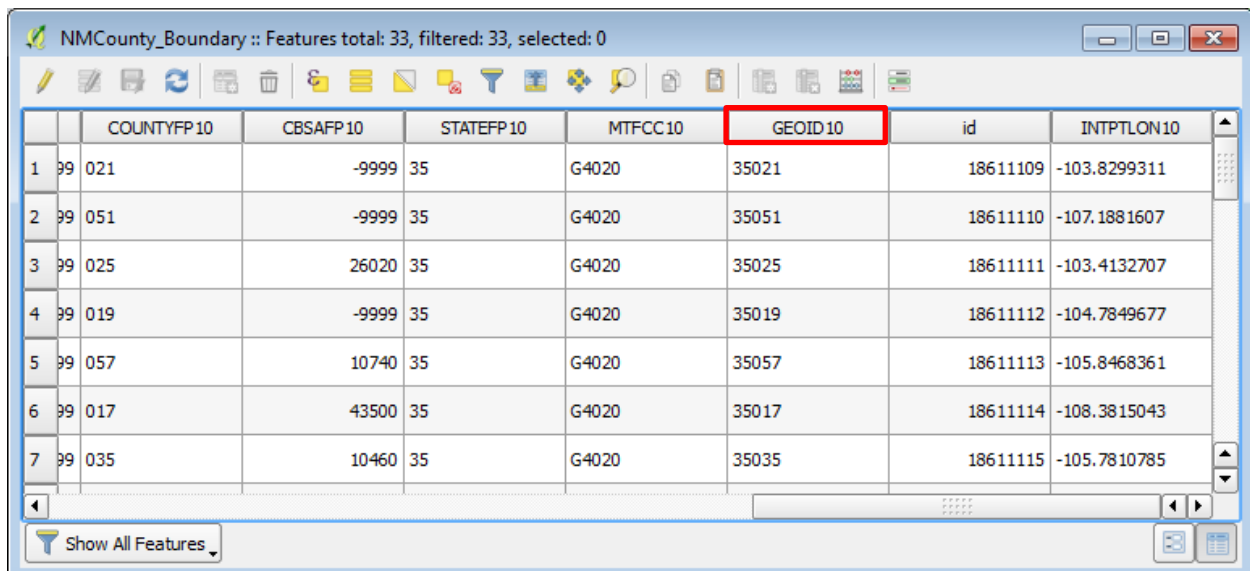 NMCounty_Boundary :: Features total: 33, filtered: 33, selected: 0
COUNTYFP10 CBSAFP10 STATEFP10 MTFCC10 GEOID10 id INTPTLON10
1 99 021 -9999 35 G4020 35021 18611109 -103.8299311
2 99 051 -9999 35 G4020 35051 18611110 -107.1881607
3 99 025 26020 35 G4020 35025 18611111 -103.4132707
4 99 019 -9999 35 G4020 35019 18611112 -104.7849677
5 99 057 10740 35 G4020 35057 18611113 -105.8468361
6 99 017 43500 35 G4020 35017 18611114 -108.3815043
7 99 035 10460 35 G4020 35035 18611115 -105.7810785
Show All Features